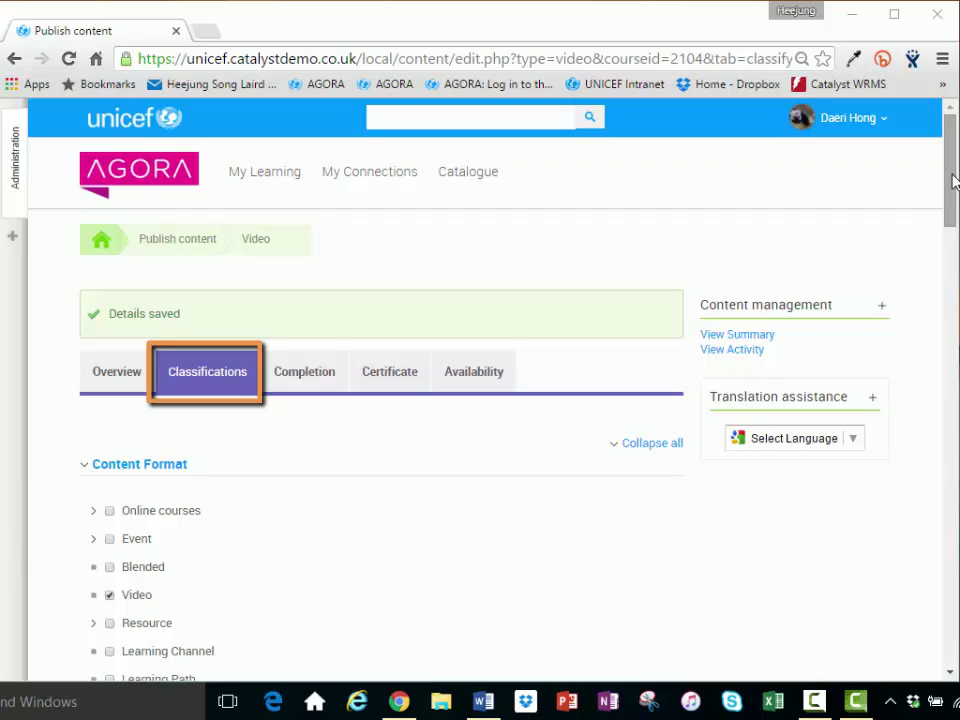 Heejung
Publish content
https://unicef.catalystdemo.co.uk/local/content/edit.php?type=video&courseid=2104&tab=classify
Apps Bookmarks Heejung Song Laird ... AGORA AGORA AGORA: Log in to th... UNICEF Intranet Home - Dropbox Catalyst WRMS »
Administration
unicef
Daeri Hong
AGORA
My Learning My Connections Catalogue
Publish content Video
Details saved
Content management +
View Summary
View Activity
Overview Classifications Completion Certificate Availability
Translation assistance +
Select Language
Collapse all
Content Format
Online courses
Event
Blended
Video
Resource
Learning Channel
Learning Path
nd Windows